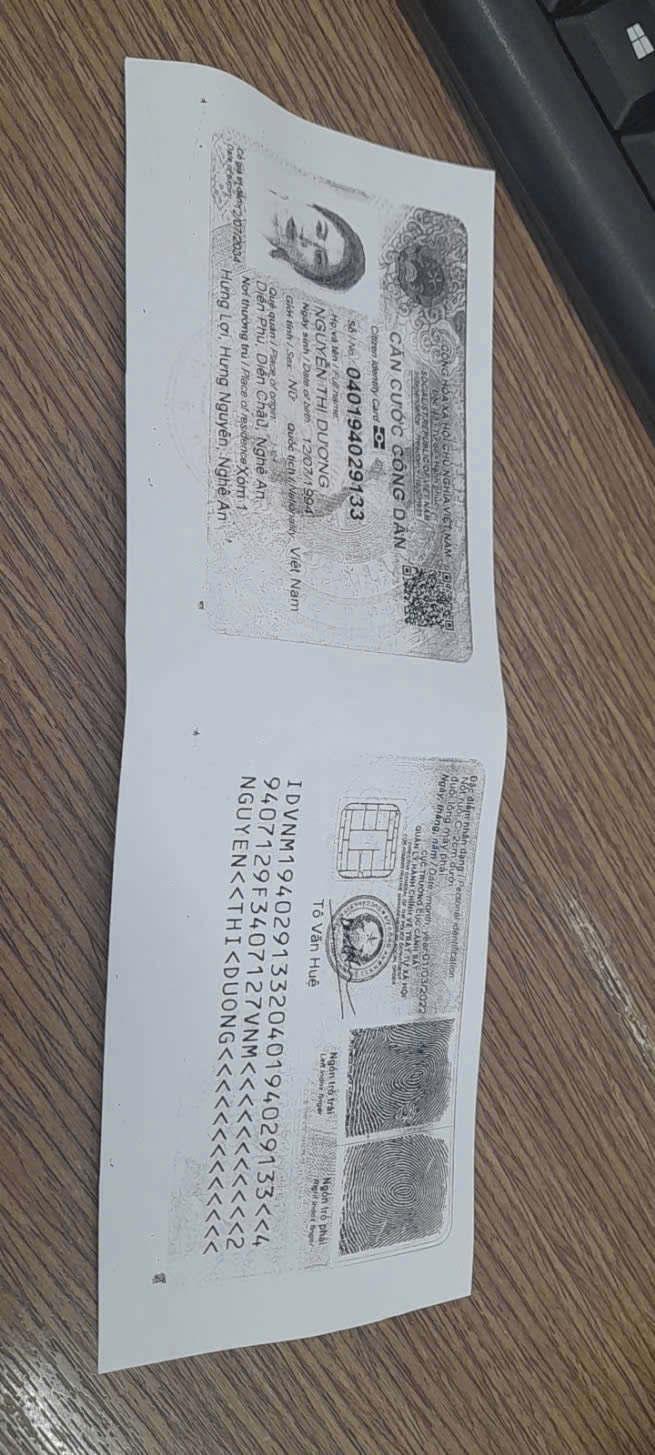 CỘNG HÒA XÃ HỘI CHỦ NGHĨA VIỆT NAM
Độc lập - Tự do - Hạnh phúc
SOCIALIST REPUBLIC OF VIET NAM
Independence - Freedom - Happiness
CĂN CƯỚC CÔNG DÂN
Citizen Identity Card
Số / No.: 040194029133
Họ và tên / Full name:
NGUYỄN THỊ DƯƠNG
Ngày sinh / Date of birth: 12/07/1994
Giới tính / Sex: NỮ Quốc tịch / Nationality: Việt Nam
Quê quán / Place of origin:
Diễn Phú, Diễn Châu, Nghệ An
Nơi thường trú / Place of residence: Xóm 1
Hưng Lợi, Hưng Nguyên, Nghệ An
Có giá trị đến: 12/07/2034
Date of expiry
Đặc điểm nhân dạng / Personal identification:
Nốt ruồi C: 2cm dưới
đuôi lông mày phải
Ngày, tháng, năm / Date, month, year: 01/03/2022
CỤC TRƯỞNG CỤC CẢNH SÁT
QUẢN LÝ HÀNH CHÍNH VỀ TRẬT TỰ XÃ HỘI
DIRECTOR GENERAL OF THE POLICE DEPARTMENT
FOR ADMINISTRATIVE MANAGEMENT OF SOCIAL ORDER
Tô Văn Huệ
Ngón trỏ trái
Left index finger
Ngón trỏ phải
Right index finger
IDVNM1940291332040194029133<<4
9407129F3407127VNM<<<<<<<<<<<2
NGUYEN<<THI<DUONG<<<<<<<<<<<<<